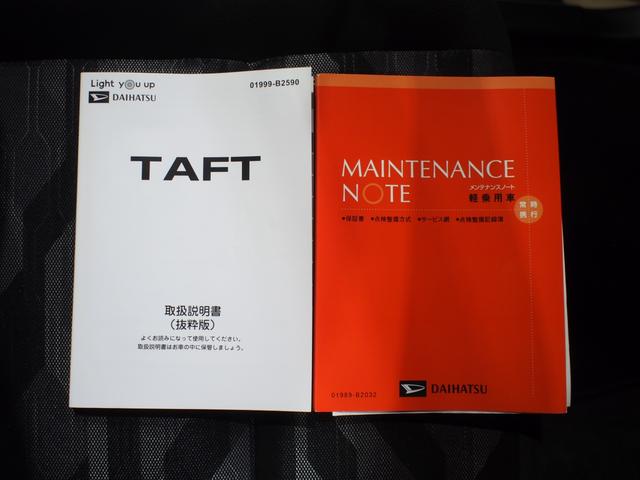 Light you up
01999-B2590
DAIHATSU
TAFT
取扱説明書
（抜粋版）
よくお読みになって使用してください。
取扱説明書はお車の中に保管しましょう。
MAINTENANCE
NOTE
メンテナンスノート
軽乗用車
常時
携行
●保証書 ●点検整備方式 ●サービス網 ●点検整備記録簿
01989-B2032
DAIHATSU